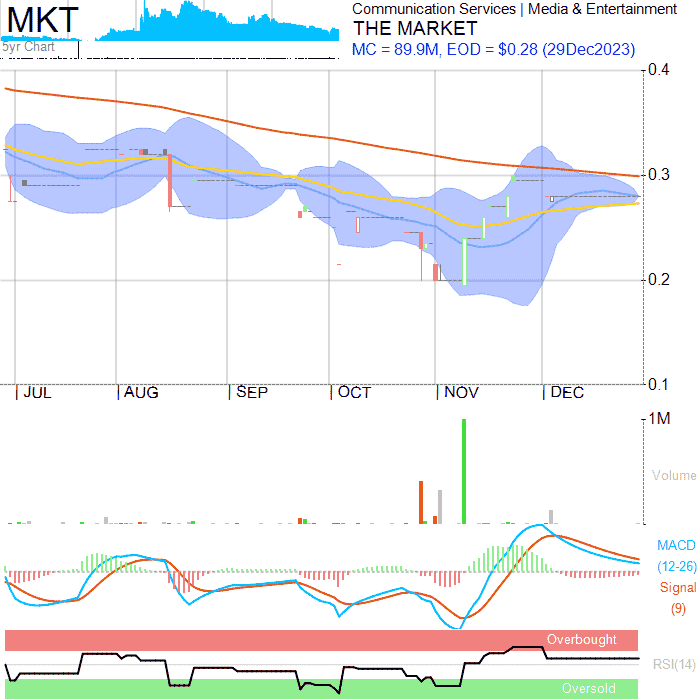 MKT
5yr Chart
Communication Services | Media & Entertainment
THE MARKET
MC = 89.9M, EOD = $0.28 (29Dec2023)
0.4
0.3
0.2
0.1
JUL AUG SEP OCT NOV DEC
1M
Volume
MACD
(12-26)
Signal
(9)
Overbought
RSI(14)
Oversold